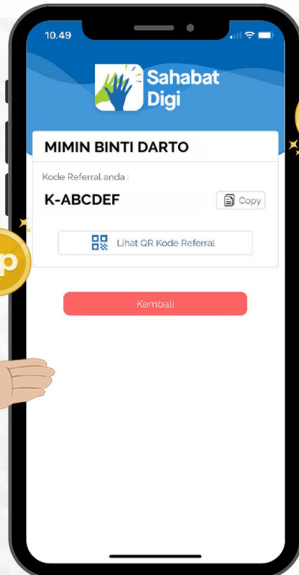 10.49
Sahabat
Digi
MIMIN BINTI DARTO
Kode Referral anda :
K-ABCDEF
Copy
Lihat QR Kode Referral
p
Kembali